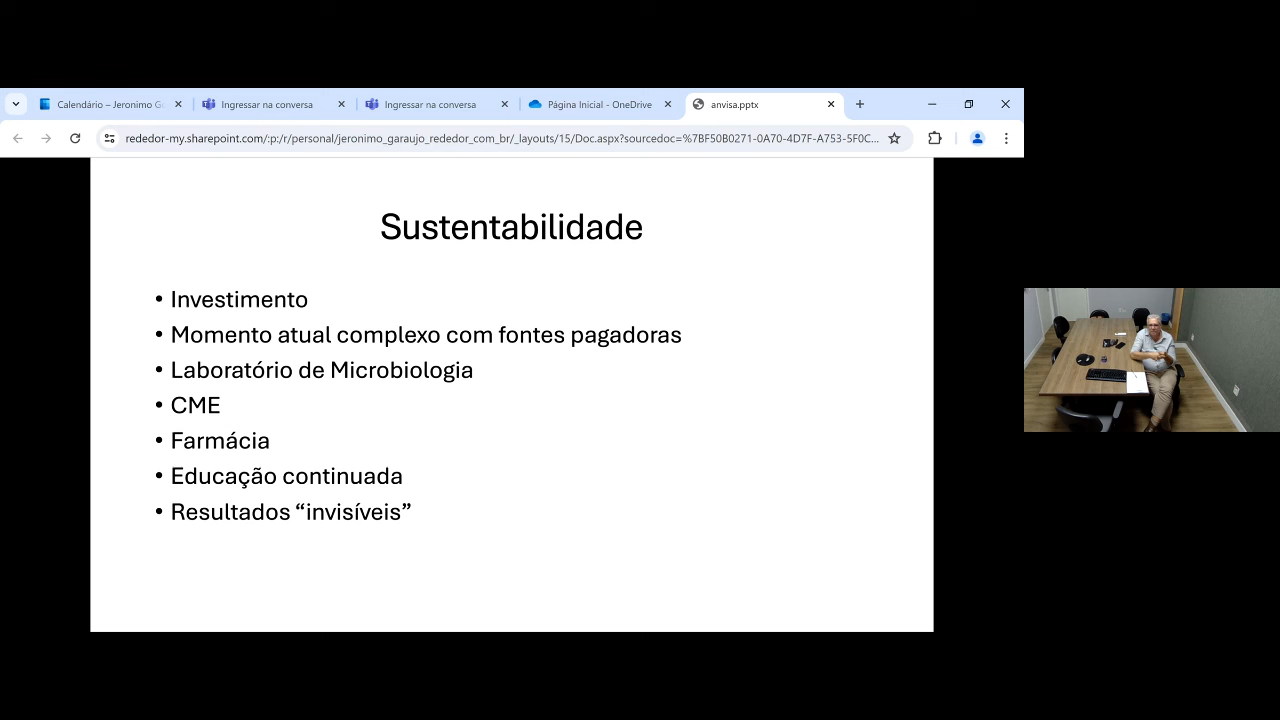 Calendário – Jeronimo G
Ingressar na conversa
Ingressar na conversa
Página Inicial - OneDrive
anvisa.pptx
rededor-my.sharepoint.com/:p:/r/personal/jeronimo_garaujo_rededor_com_br/_layouts/15/Doc.aspx?sourcedoc=%7BF50B0271-0A70-4D7F-A753-5F0C...
Sustentabilidade
• Investimento
• Momento atual complexo com fontes pagadoras
• Laboratório de Microbiologia
• CME
• Farmácia
• Educação continuada
• Resultados “invisíveis”